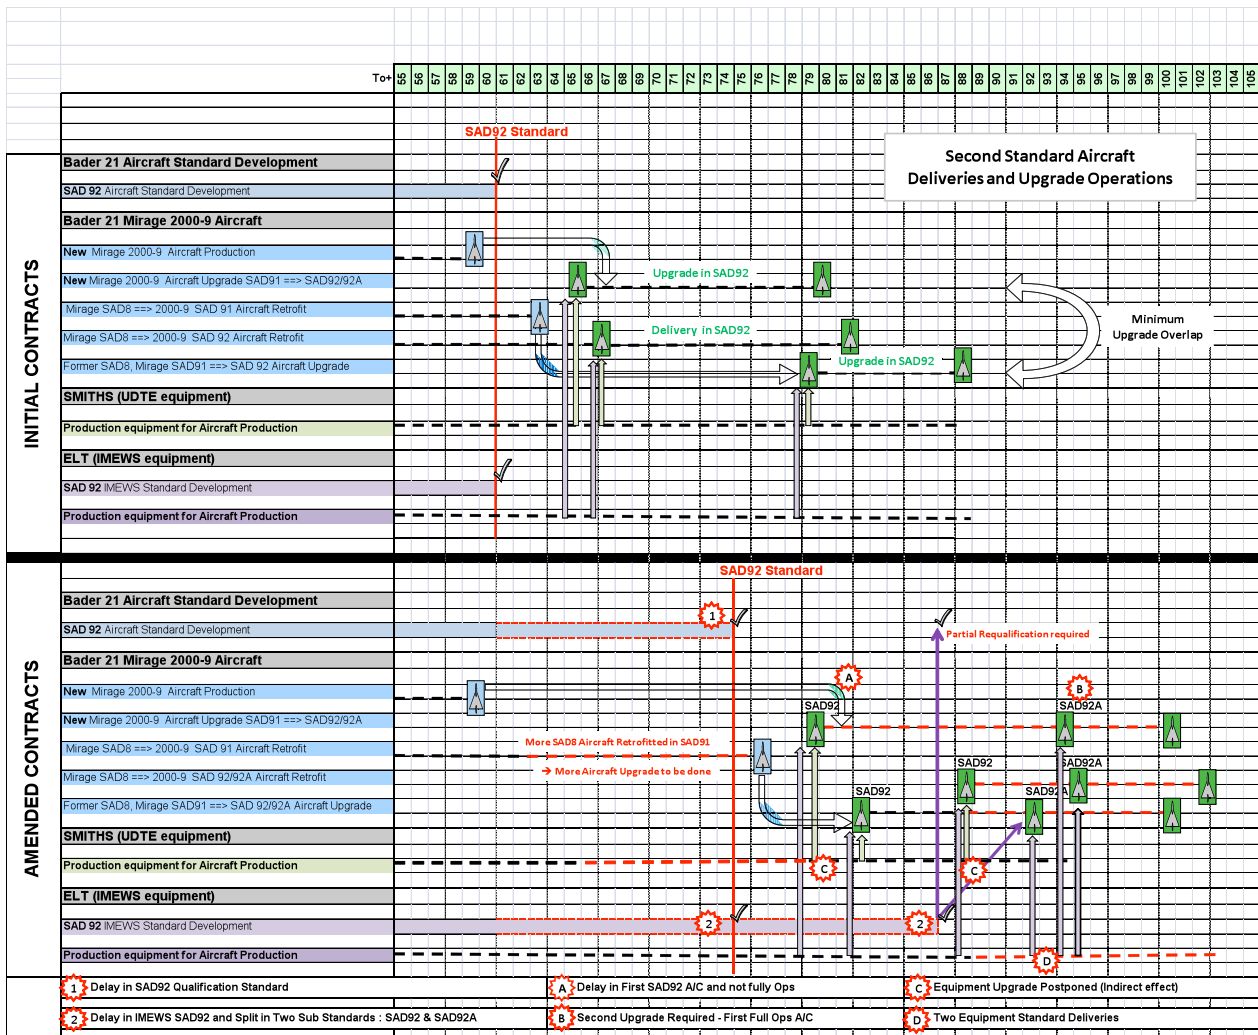 To+ 55 56 57 58 59 60 61 62 63 64 65 66 67 68 69 70 71 72 73 74 75 76 77 78 79 80 81 82 83 84 85 86 87 88 89 90 91 92 93 94 95 96 97 98 99 100 101 102 103 104 105
SAD92 Standard
Second Standard Aircraft
Deliveries and Upgrade Operations
INITIAL CONTRACTS
Bader 21 Aircraft Standard Development
SAD 92 Aircraft Standard Development
Bader 21 Mirage 2000-9 Aircraft
New Mirage 2000-9 Aircraft Production
New Mirage 2000-9 Aircraft Upgrade SAD91 ==> SAD92/92A
Upgrade in SAD92
Mirage SAD8 ==> 2000-9 SAD 91 Aircraft Retrofit
Minimum
Upgrade Overlap
Mirage SAD8 ==> 2000-9 SAD 92 Aircraft Retrofit
Delivery in SAD92
Former SAD8, Mirage SAD91 ==> SAD 92 Aircraft Upgrade
Upgrade in SAD92
SMITHS (UDTE equipment)
Production equipment for Aircraft Production
ELT (IMEWS equipment)
SAD 92 IMEWS Standard Development
Production equipment for Aircraft Production
SAD92 Standard
AMENDED CONTRACTS
Bader 21 Aircraft Standard Development
1
SAD 92 Aircraft Standard Development
Partial Requalification required
Bader 21 Mirage 2000-9 Aircraft
A
B
New Mirage 2000-9 Aircraft Production
SAD92
SAD92A
New Mirage 2000-9 Aircraft Upgrade SAD91 ==> SAD92/92A
More SAD8 Aircraft Retrofitted in SAD91
Mirage SAD8 ==> 2000-9 SAD 91 Aircraft Retrofit
→ More Aircraft Upgrade to be done
SAD92
SAD92A
Mirage SAD8 ==> 2000-9 SAD 92/92A Aircraft Retrofit
SAD92
SAD92A
Former SAD8, Mirage SAD91 ==> SAD 92/92A Aircraft Upgrade
SMITHS (UDTE equipment)
Production equipment for Aircraft Production
C
C
ELT (IMEWS equipment)
SAD 92 IMEWS Standard Development
2
2
Production equipment for Aircraft Production
D
1 Delay in SAD92 Qualification Standard
A Delay in First SAD92 A/C and not fully Ops
C Equipment Upgrade Postponed (Indirect effect)
2 Delay in IMEWS SAD92 and Split in Two Sub Standards : SAD92 & SAD92A
B Second Upgrade Required - First Full Ops A/C
D Two Equipment Standard Deliveries